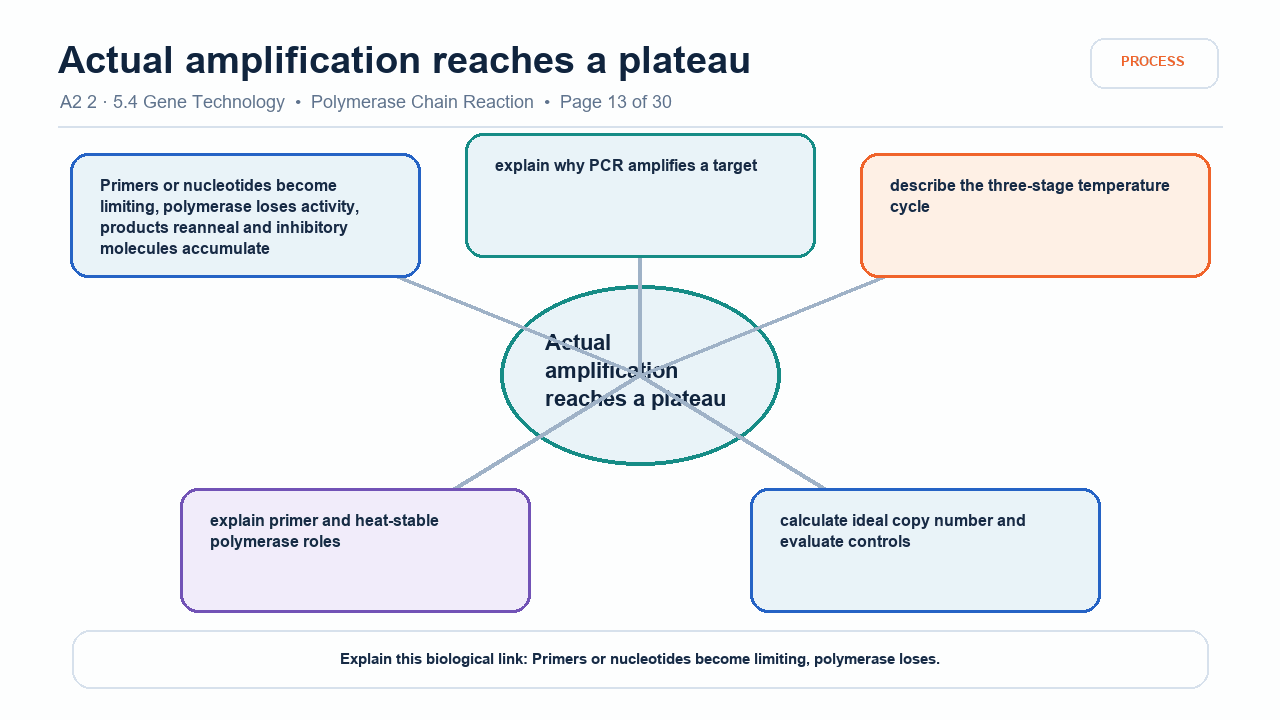 Actual amplification reaches a plateau
PROCESS
A2 2 · 5.4 Gene Technology • Polymerase Chain Reaction • Page 13 of 30
Primers or nucleotides become
limiting, polymerase loses activity,
products reanneal and inhibitory
molecules accumulate
explain why PCR amplifies a target
describe the three-stage temperature
cycle
Actual
amplification
reaches a plateau
explain primer and heat-stable
polymerase roles
calculate ideal copy number and
evaluate controls
Explain this biological link: Primers or nucleotides become limiting, polymerase loses.